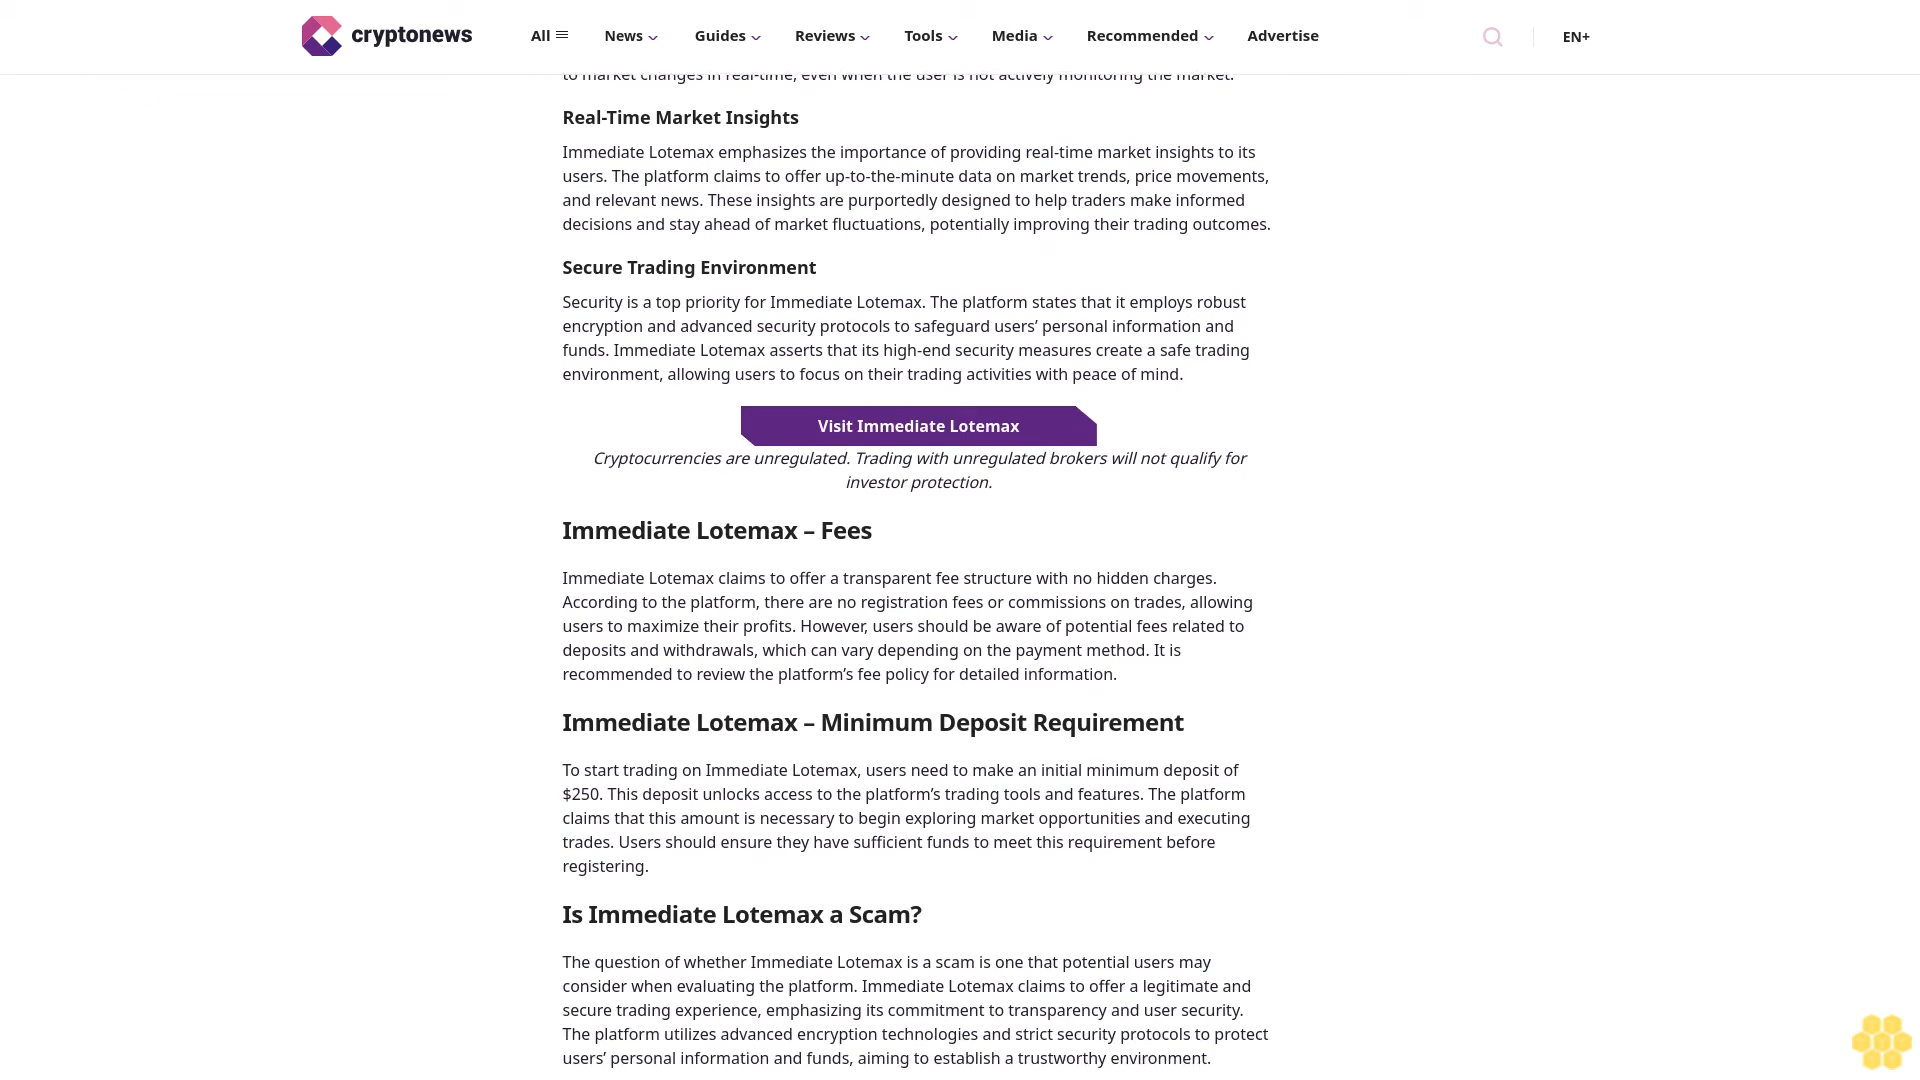 cryptonews
All
News
Guides
Reviews
Tools
Media
Recommended
Advertise
EN+
to market changes in real-time, even when the user is not actively monitoring the market.
Real-Time Market Insights
Immediate Lotemax emphasizes the importance of providing real-time market insights to its
users. The platform claims to offer up-to-the-minute data on market trends, price movements,
and relevant news. These insights are purportedly designed to help traders make informed
decisions and stay ahead of market fluctuations, potentially improving their trading outcomes.
Secure Trading Environment
Security is a top priority for Immediate Lotemax. The platform states that it employs robust
encryption and advanced security protocols to safeguard users’ personal information and
funds. Immediate Lotemax asserts that its high-end security measures create a safe trading
environment, allowing users to focus on their trading activities with peace of mind.
Visit Immediate Lotemax
Cryptocurrencies are unregulated. Trading with unregulated brokers will not qualify for
investor protection.
Immediate Lotemax – Fees
Immediate Lotemax claims to offer a transparent fee structure with no hidden charges.
According to the platform, there are no registration fees or commissions on trades, allowing
users to maximize their profits. However, users should be aware of potential fees related to
deposits and withdrawals, which can vary depending on the payment method. It is
recommended to review the platform’s fee policy for detailed information.
Immediate Lotemax – Minimum Deposit Requirement
To start trading on Immediate Lotemax, users need to make an initial minimum deposit of
$250. This deposit unlocks access to the platform’s trading tools and features. The platform
claims that this amount is necessary to begin exploring market opportunities and executing
trades. Users should ensure they have sufficient funds to meet this requirement before
registering.
Is Immediate Lotemax a Scam?
The question of whether Immediate Lotemax is a scam is one that potential users may
consider when evaluating the platform. Immediate Lotemax claims to offer a legitimate and
secure trading experience, emphasizing its commitment to transparency and user security.
The platform utilizes advanced encryption technologies and strict security protocols to protect
users’ personal information and funds, aiming to establish a trustworthy environment.